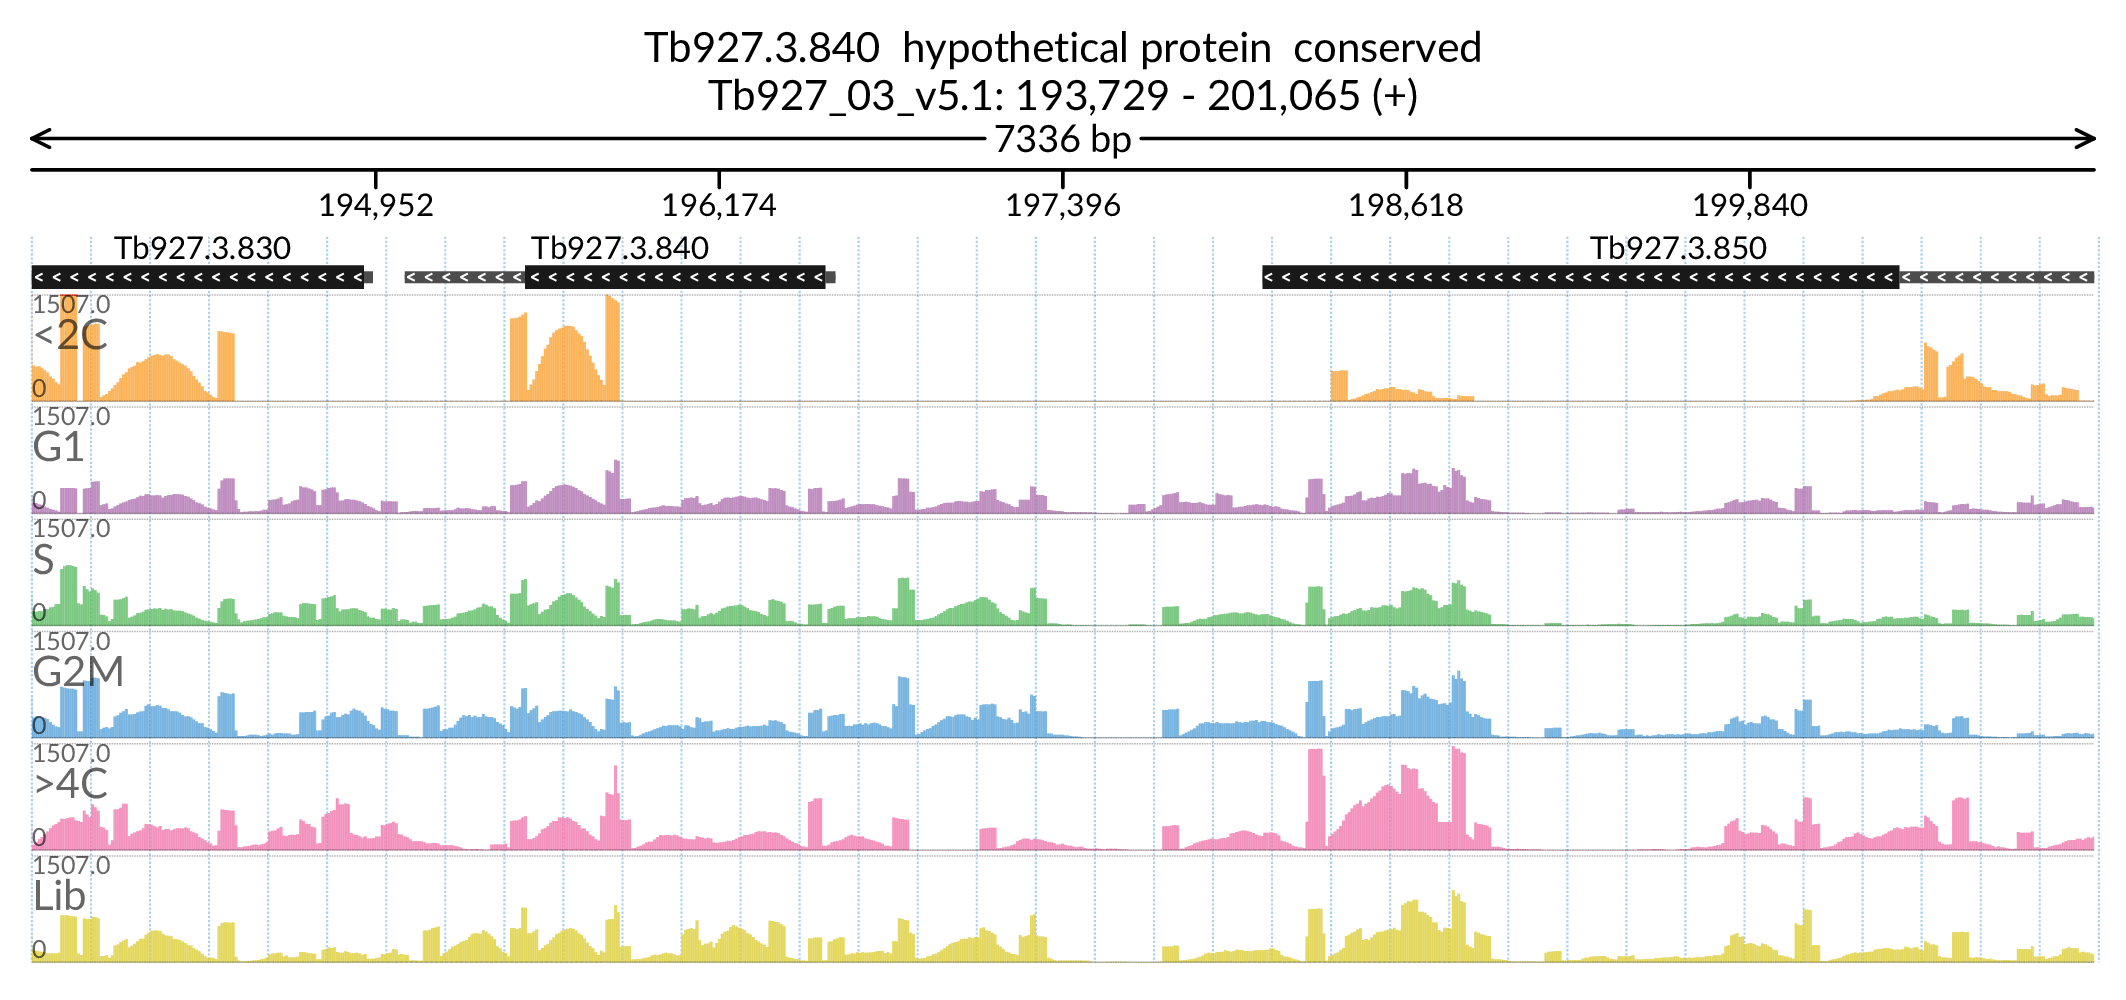 Tb927.3.840  hypothetical protein  conserved
Tb927_03_v5.1: 193,729 - 201,065 (+)
7336 bp
194,952 196,174 197,396 198,618 199,840
Tb927.3.830 Tb927.3.840 Tb927.3.850
1507.0
<2C
0
1507.0
G1
0
1507.0
S
0
1507.0
G2M
0
1507.0
>4C
0
1507.0
Lib
0